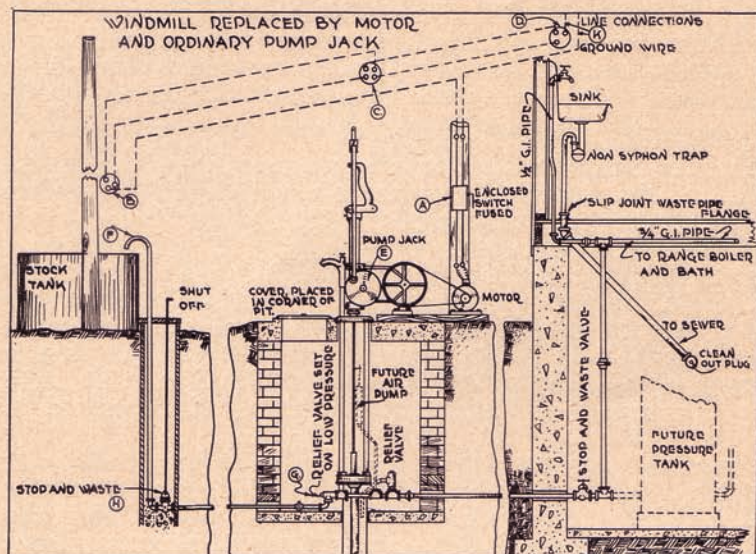 WINDMILL REPLACED BY MOTOR
AND ORDINARY PUMP JACK
D
LINE CONNECTIONS
K
GROUND WIRE
C
SINK
1/2" G.I. PIPE
NON SYPHON TRAP
B
A
ENCLOSED
SWITCH
FUSED
SLIP JOINT WASTE PIPE
FLANGE
3/4" G.I. PIPE
F
PUMP JACK
E
TO RANGE BOILER
AND BATH
STOCK
TANK
SHUT
OFF
COVER, PLACED
IN CORNER OF
PIT.
MOTOR
TO SEWER
CLEAN
OUT PLUG
RELIEF VALVE SET
ON LOW PRESSURE
FUTURE
AIR
PUMP
RELIEF
VALVE
STOP AND WASTE VALVE
H
FUTURE
PRESSURE
TANK
G
STOP AND WASTE
H